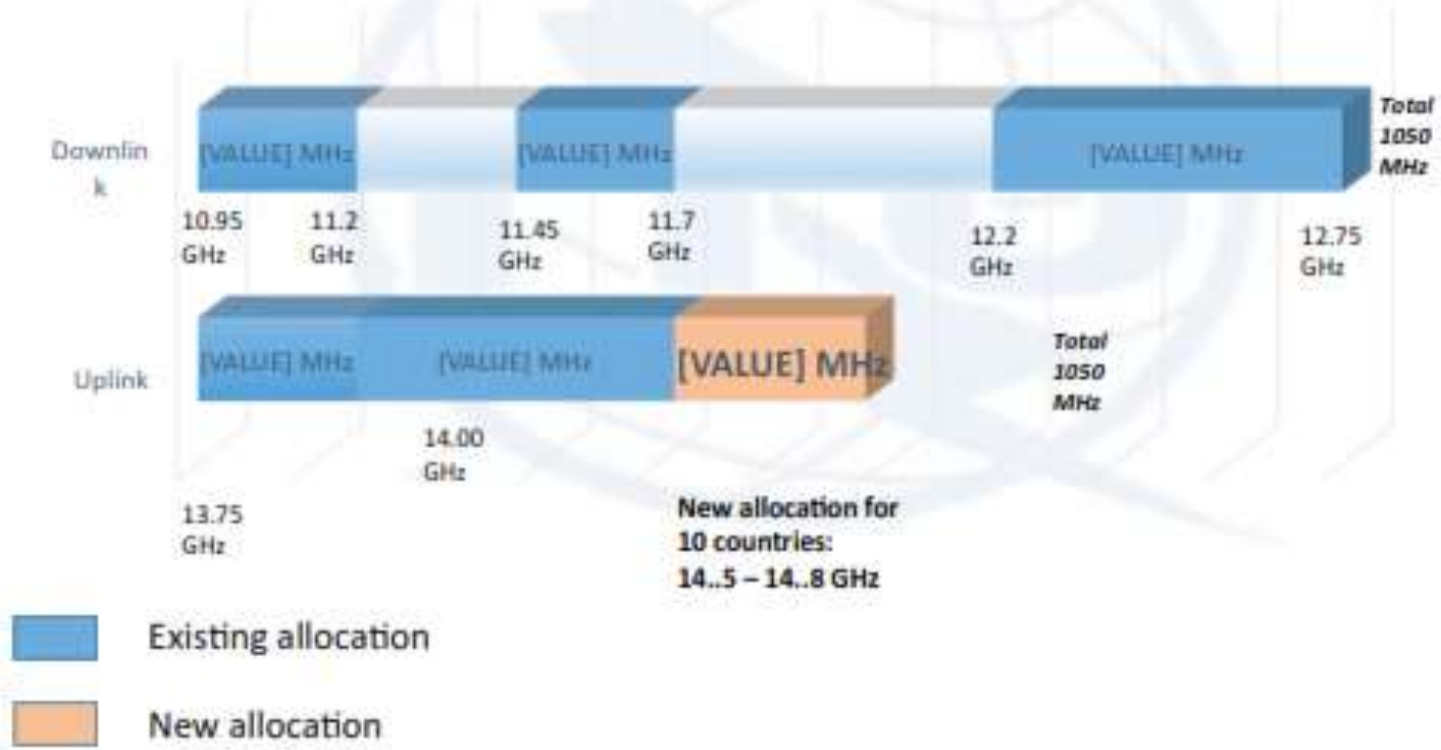 Downlin
k
[VALUE] MHz
[VALUE] MHz
[VALUE] MHz
Total
1050
MHz
10.95
GHz
11.2
GHz
11.45
GHz
11.7
GHz
12.2
GHz
12.75
GHz
Uplink
[VALUE] MHz
[VALUE] MHz
[VALUE] MHz
Total
1050
MHz
14.00
GHz
13.75
GHz
New allocation for
10 countries:
14..5 – 14..8 GHz
Existing allocation
New allocation